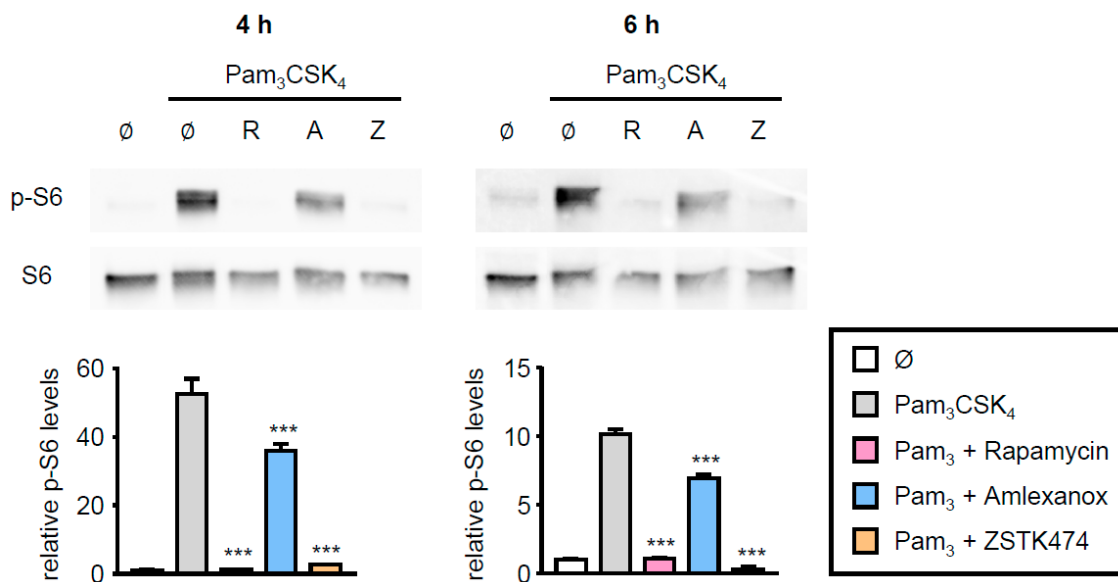 4 h
6 h
Pam₃CSK₄
Pam₃CSK₄
Ø Ø R A Z
Ø Ø R A Z
p-S6
S6
relative p-S6 levels
60
40
20
0
***
***
***
relative p-S6 levels
15
10
5
0
***
***
***
Ø
Pam₃CSK₄
Pam₃ + Rapamycin
Pam₃ + Amlexanox
Pam₃ + ZSTK474